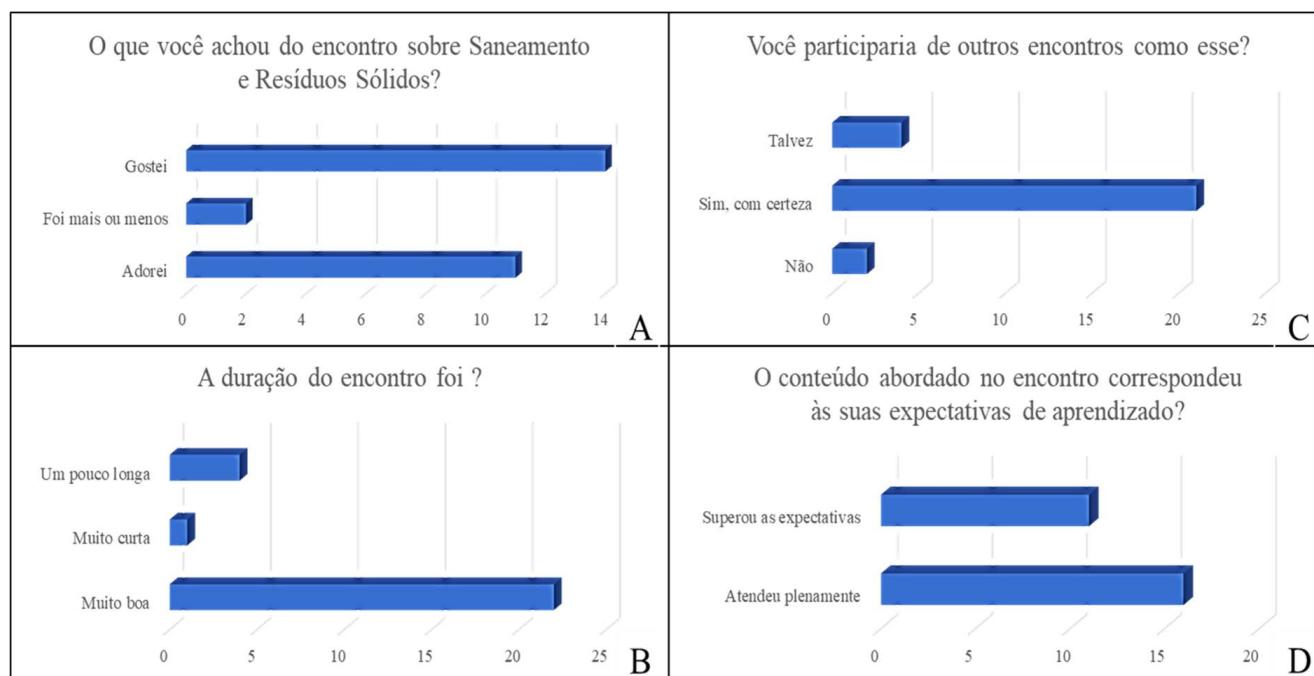 O que você achou do encontro sobre Saneamento
e Resíduos Sólidos?
Gostei
Foi mais ou menos
Adorei
0 2 4 6 8 10 12 14
A
Você participaria de outros encontros como esse?
Talvez
Sim, com certeza
Não
0 5 10 15 20 25
C
A duração do encontro foi ?
Um pouco longa
Muito curta
Muito boa
0 5 10 15 20 25
B
O conteúdo abordado no encontro correspondeu
às suas expectativas de aprendizado?
Superou as expectativas
Atendeu plenamente
0 5 10 15 20
D